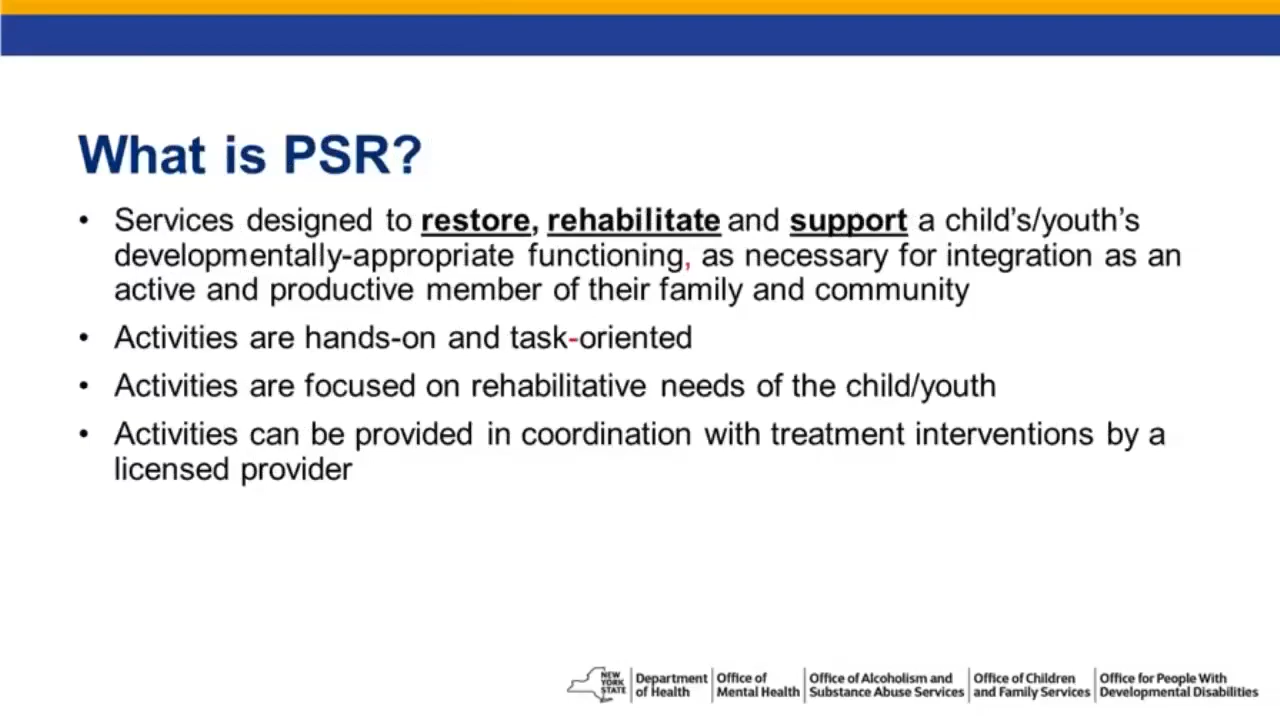 What is PSR?
• Services designed to restore, rehabilitate and support a child's/youth's
developmentally-appropriate functioning, as necessary for integration as an
active and productive member of their family and community
• Activities are hands-on and task-oriented
• Activities are focused on rehabilitative needs of the child/youth
• Activities can be provided in coordination with treatment interventions by a
licensed provider
NEW
YORK
STATE
Department
of Health
Office of
Mental Health
Office of Alcoholism and
Substance Abuse Services
Office of Children
and Family Services
Office for People With
Developmental Disabilities